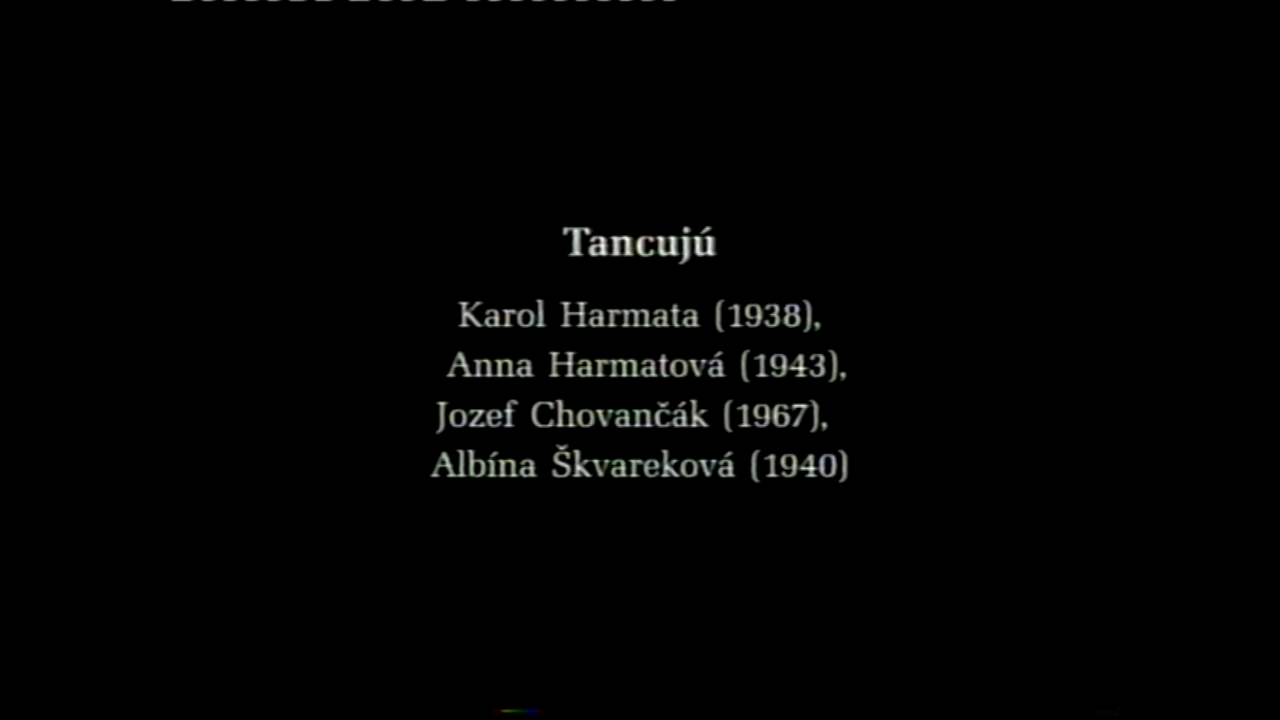 Tancujú
Karol Harmata (1938),
Anna Harmatová (1943),
Jozef Chovančák (1967),
Albína Škvareková (1940)